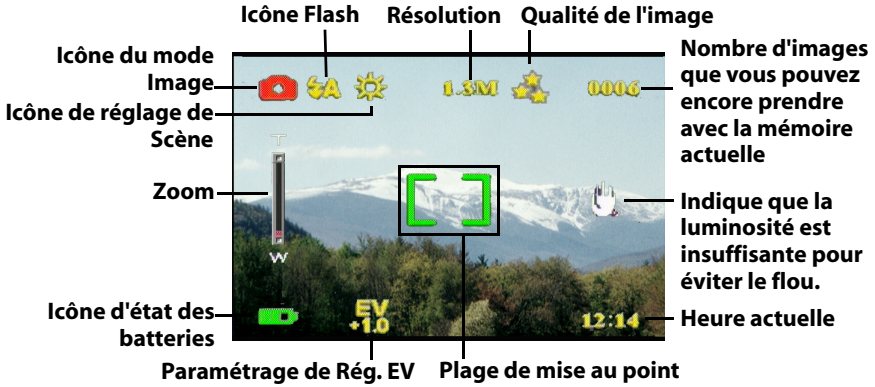 Icône Flash
Résolution
Qualité de l'image
Icône du mode
Image
Icône de réglage de
Scène
Zoom
Icône d'état des
batteries
A
1.3M
0006
T
W
EV
+1.0
12:14
Nombre d'images
que vous pouvez
encore prendre
avec la mémoire
actuelle
Indique que la
luminosité est
insuffisante pour
éviter le flou.
Heure actuelle
Paramétrage de Rég. EV
Plage de mise au point